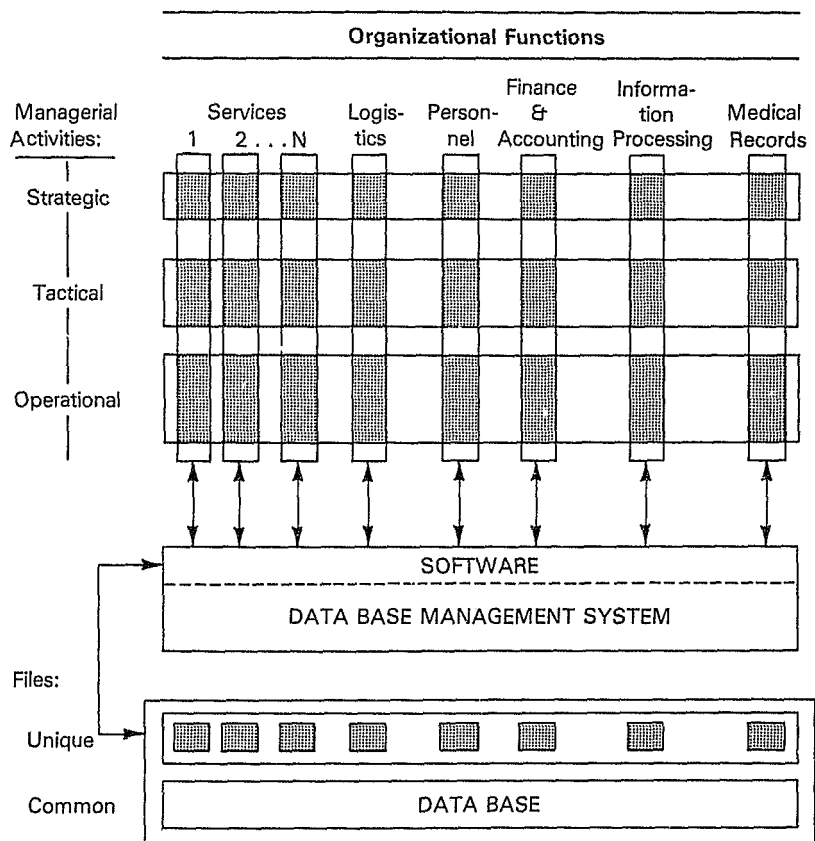 Organizational Functions
Managerial
Activities:
Services
1 2 . . . N
Logis-
tics
Person-
nel
Finance
&
Accounting
Informa-
tion
Processing
Medical
Records
Strategic
Tactical
Operational
SOFTWARE
DATA BASE MANAGEMENT SYSTEM
Files:
Unique
Common
DATA BASE